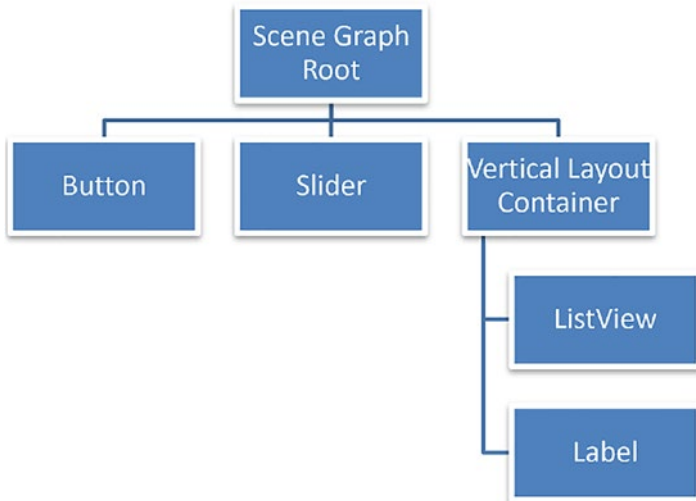 Scene Graph
Root
Button
Slider
Vertical Layout
Container
ListView
Label